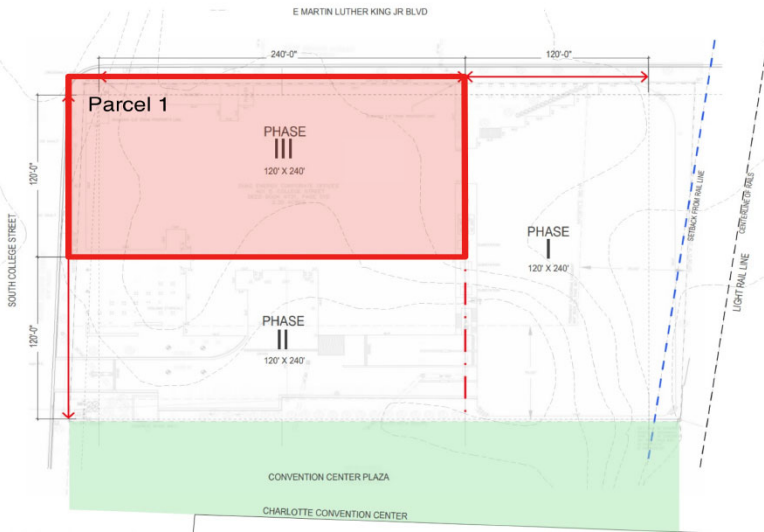 E MARTIN LUTHER KING JR BLVD
240'-0"
120'-0"
Parcel 1
PHASE
III
120' X 240'
120'-0"
SOUTH COLLEGE STREET
PHASE
I
120' X 240'
SETBACK FROM RAIL LINE
CENTERLINE OF RAILS
LIGHT RAIL LINE
PHASE
II
120' X 240'
120'-0"
CONVENTION CENTER PLAZA
CHARLOTTE CONVENTION CENTER